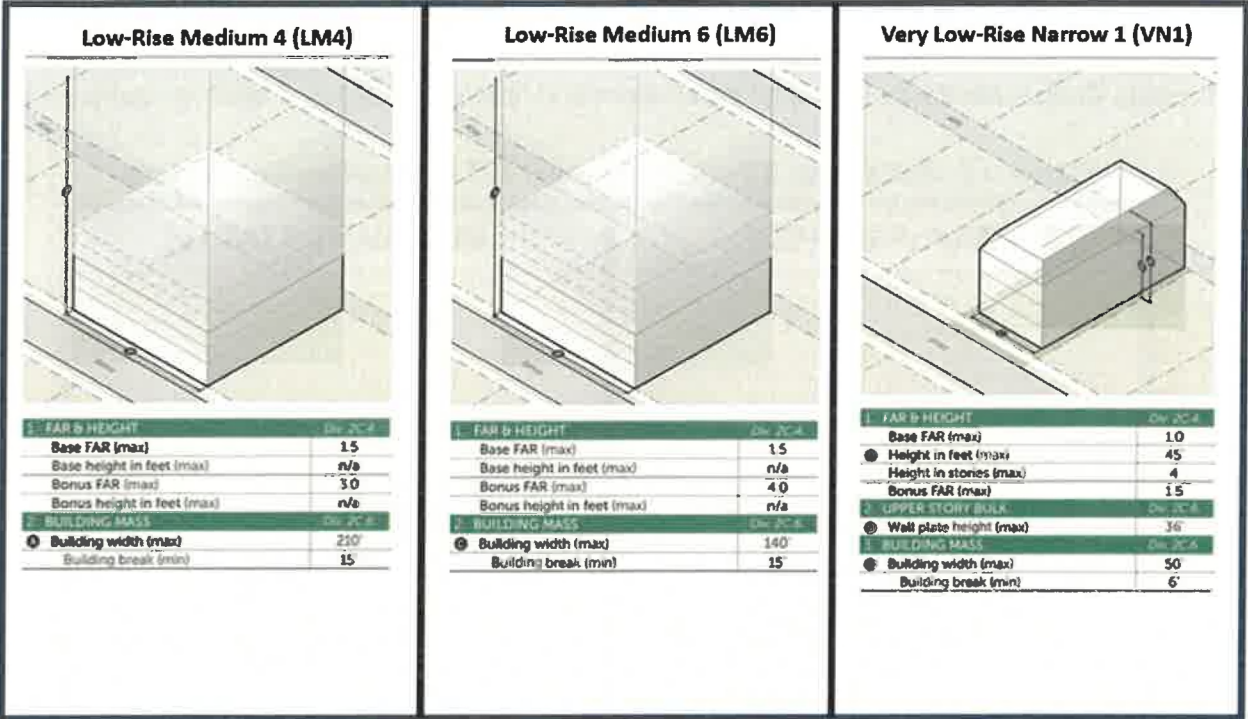 Low-Rise Medium 4 (LM4)
1 FAR & HEIGHT Div. 2C.4.
Base FAR (max) 1.5
Base height in feet (max) n/a
Bonus FAR (max) 3.0
Bonus height in feet (max) n/a
2 BUILDING MASS Div. 2C.6.
A Building width (max) 210'
Building break (min) 15'
Low-Rise Medium 6 (LM6)
1 FAR & HEIGHT Div. 2C.4.
Base FAR (max) 1.5
Base height in feet (max) n/a
Bonus FAR (max) 4.0
Bonus height in feet (max) n/a
2 BUILDING MASS Div. 2C.6.
Building width (max) 140'
Building break (min) 15'
Very Low-Rise Narrow 1 (VN1)
1 FAR & HEIGHT Div. 2C.4.
Base FAR (max) 1.0
Height in feet (max) 45'
Height in stories (max) 4
Bonus FAR (max) 1.5
2 UPPER STORY BULK Div. 2C.6.
Wall plate height (max) 36'
3 BUILDING MASS Div. 2C.6.
Building width (max) 50'
Building break (min) 6'